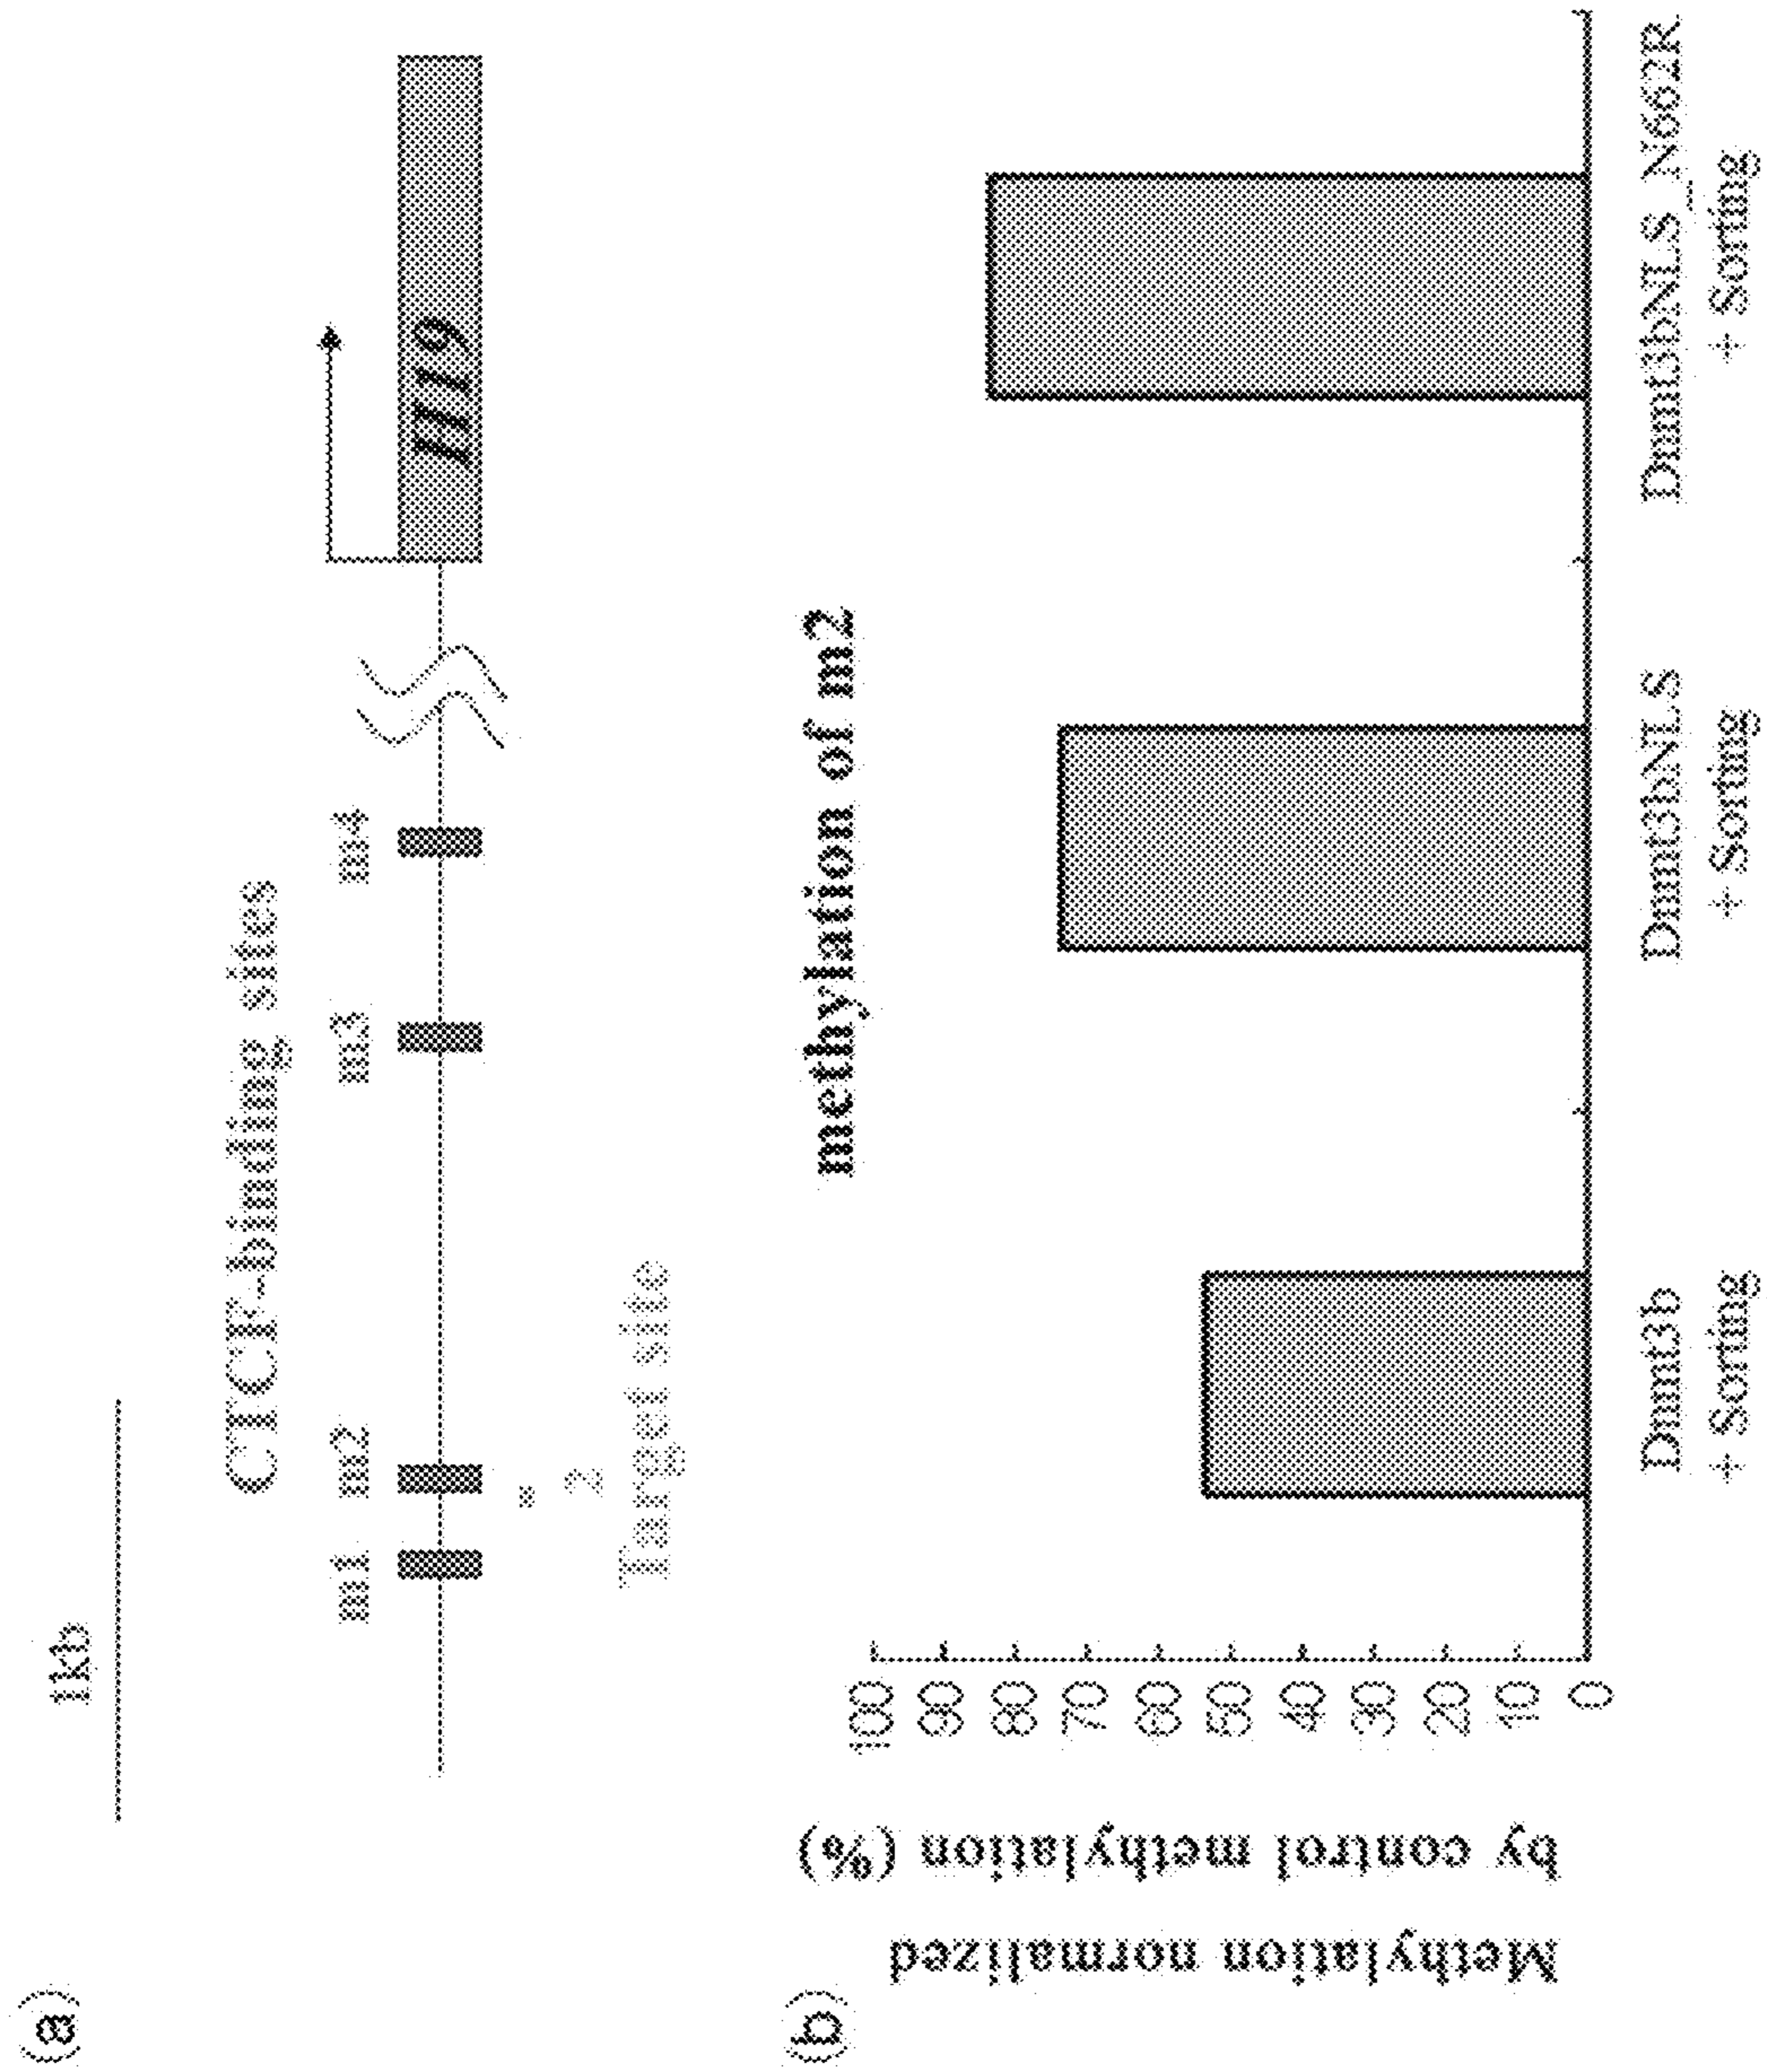 (a)
1kb
CTCF-binding sites
m1 m2 m3 m4
H19
2
Target site
(b)
methylation of m2
Methylation normalized
by control methylation (%)
100
90
80
70
60
50
40
30
20
10
0
Dnmt3b
+ Sorting
Dnmt3bNLS
+ Sorting
Dnmt3bNLS_N662R
+ Soring